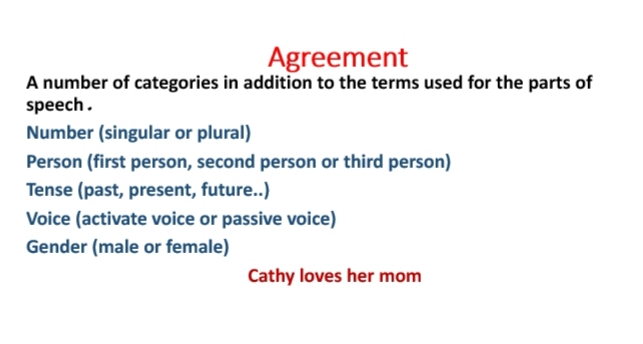 Agreement
A number of categories in addition to the terms used for the parts of
speech .
Number (singular or plural)
Person (first person, second person or third person)
Tense (past, present, future..)
Voice (activate voice or passive voice)
Gender (male or female)
Cathy loves her mom